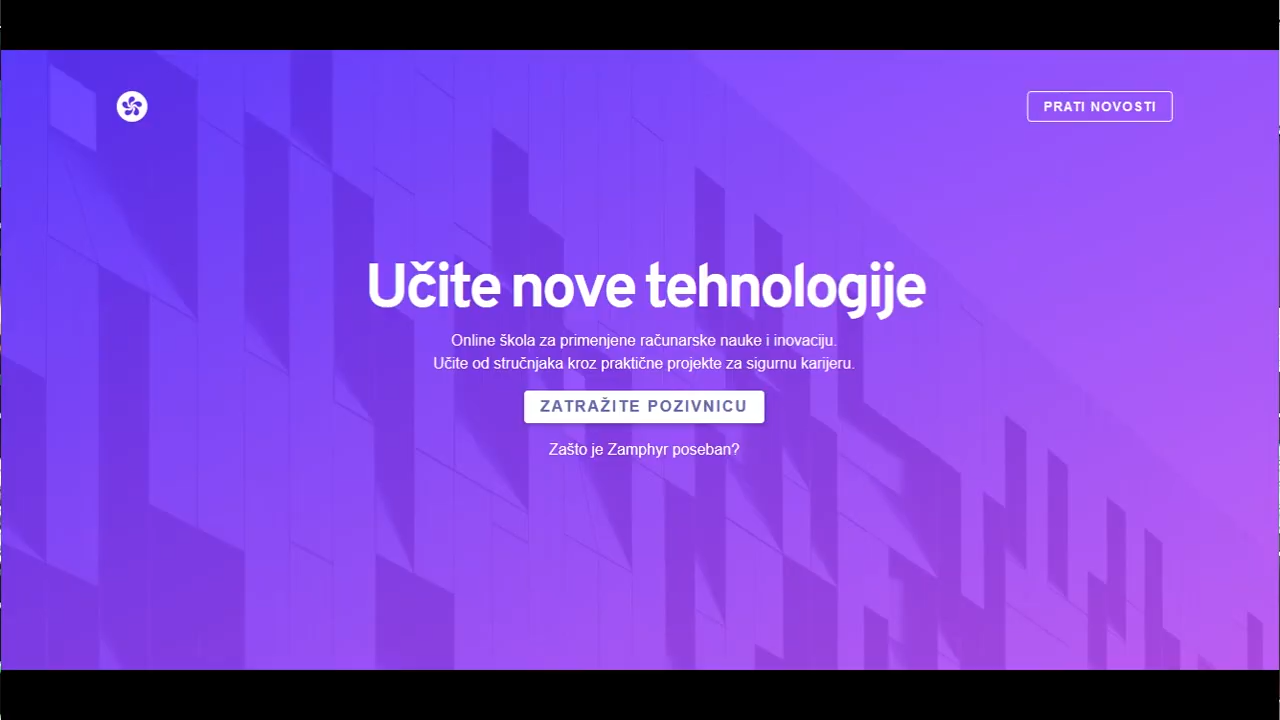 PRATI NOVOSTI
Učite nove tehnologije
Online škola za primenjene računarske nauke i inovaciju.
Učite od stručnjaka kroz praktične projekte za sigurnu karijeru.
ZATRAŽITE POZIVNICU
Zašto je Zamphyr poseban?